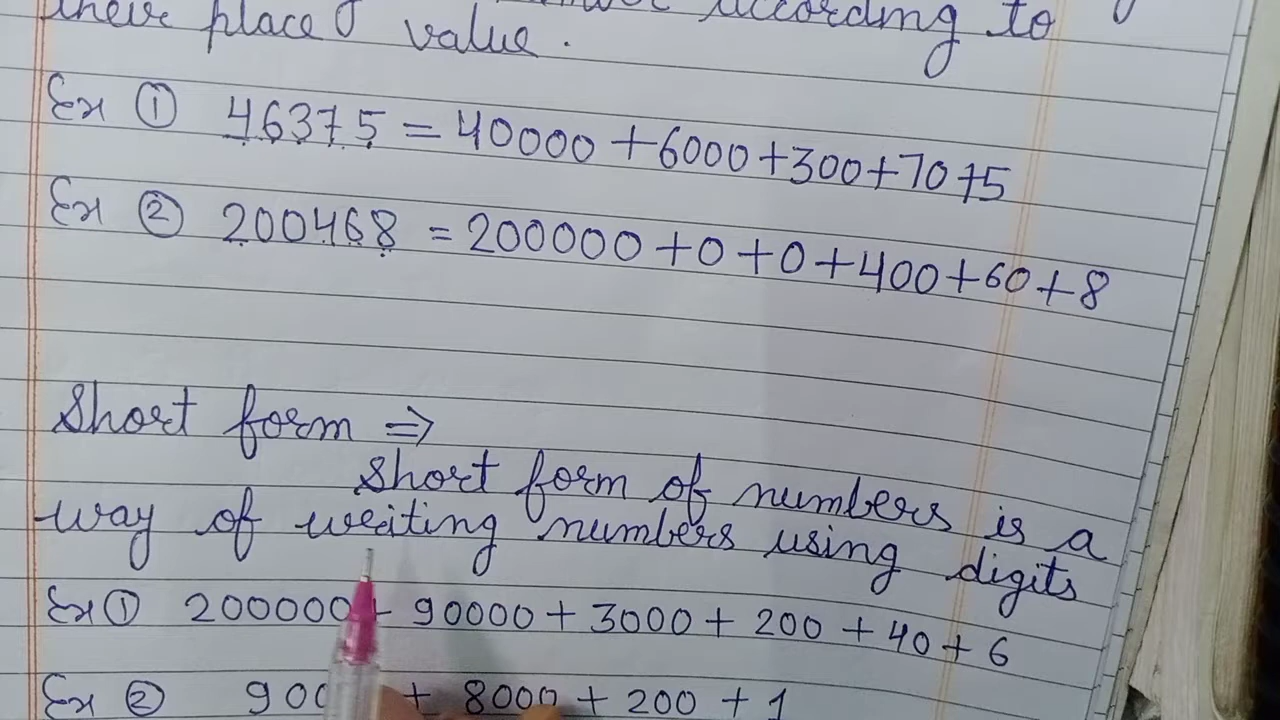 their place value.
according to
Ex ① 46375 = 40000 + 6000 + 300 + 70 + 5
Ex ② 200468 = 200000 + 0 + 0 + 400 + 60 + 8
Short form ⇒
Short form of numbers is a
way of writing numbers using digits
Ex ① 200000 + 90000 + 3000 + 200 + 40 + 6
Ex ② + 8000 + 200 + 1